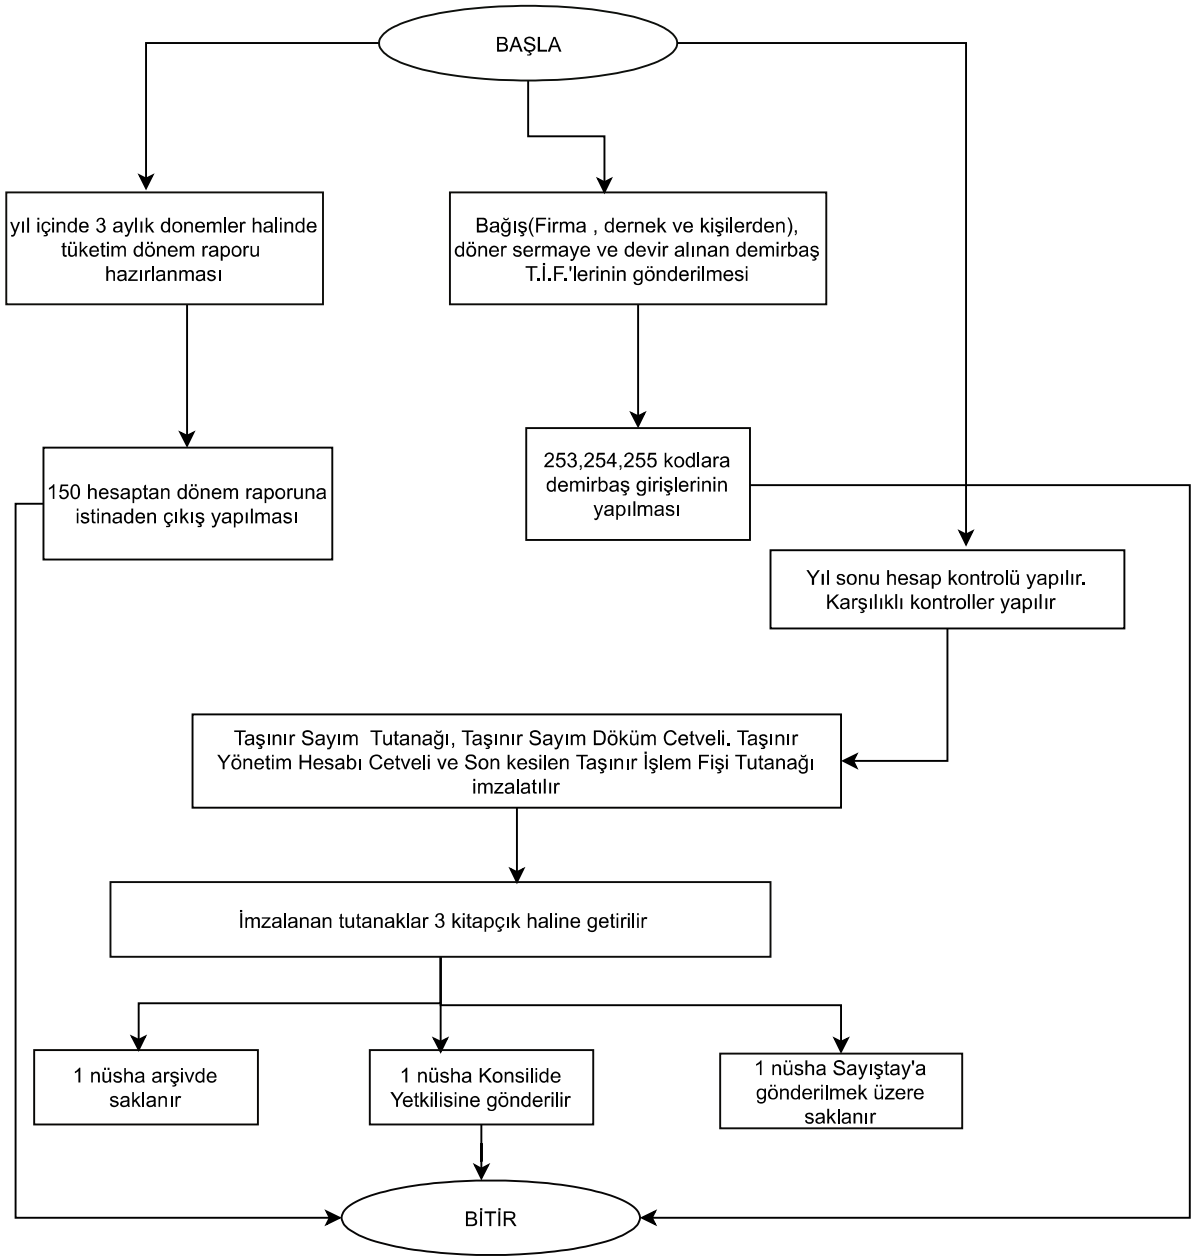 BAŞLA
yıl içinde 3 aylık donemler halinde
tüketim dönem raporu
hazırlanması
Bağış(Firma , dernek ve kişilerden),
döner sermaye ve devir alınan demirbaş
T.İ.F.'lerinin gönderilmesi
150 hesaptan dönem raporuna
istinaden çıkış yapılması
253,254,255 kodlara
demirbaş girişlerinin
yapılması
Yıl sonu hesap kontrolü yapılır.
Karşılıklı kontroller yapılır
Taşınır Sayım  Tutanağı, Taşınır Sayım Döküm Cetveli. Taşınır
Yönetim Hesabı Cetveli ve Son kesilen Taşınır İşlem Fişi Tutanağı
imzalatılır
İmzalanan tutanaklar 3 kitapçık haline getirilir
1 nüsha arşivde
saklanır
1 nüsha Konsilide
Yetkilisine gönderilir
1 nüsha Sayıştay'a
gönderilmek üzere
saklanır
BİTİR